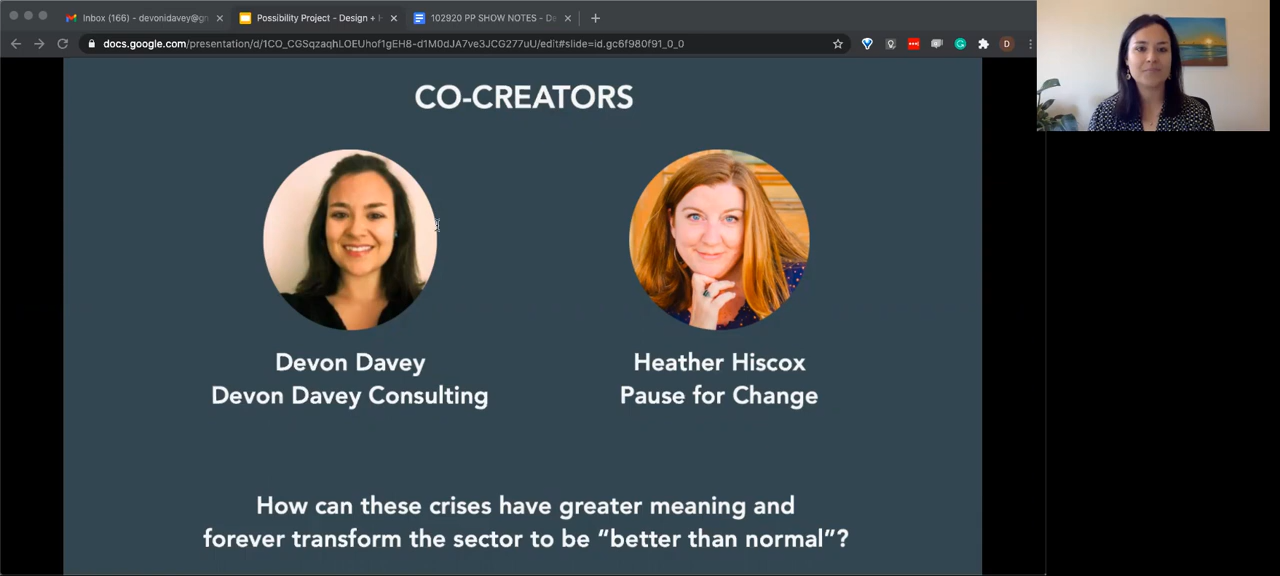 Inbox (166) - devonidavey@gn
Possibility Project - Design + H
102920 PP SHOW NOTES - De
docs.google.com/presentation/d/1CO_CGSqzaqhLOEUhof1gEH8-d1M0dJA7ve3JCG277uU/edit#slide=id.gc6f980f91_0_0
D
CO-CREATORS
Devon Davey
Devon Davey Consulting
Heather Hiscox
Pause for Change
How can these crises have greater meaning and
forever transform the sector to be “better than normal”?